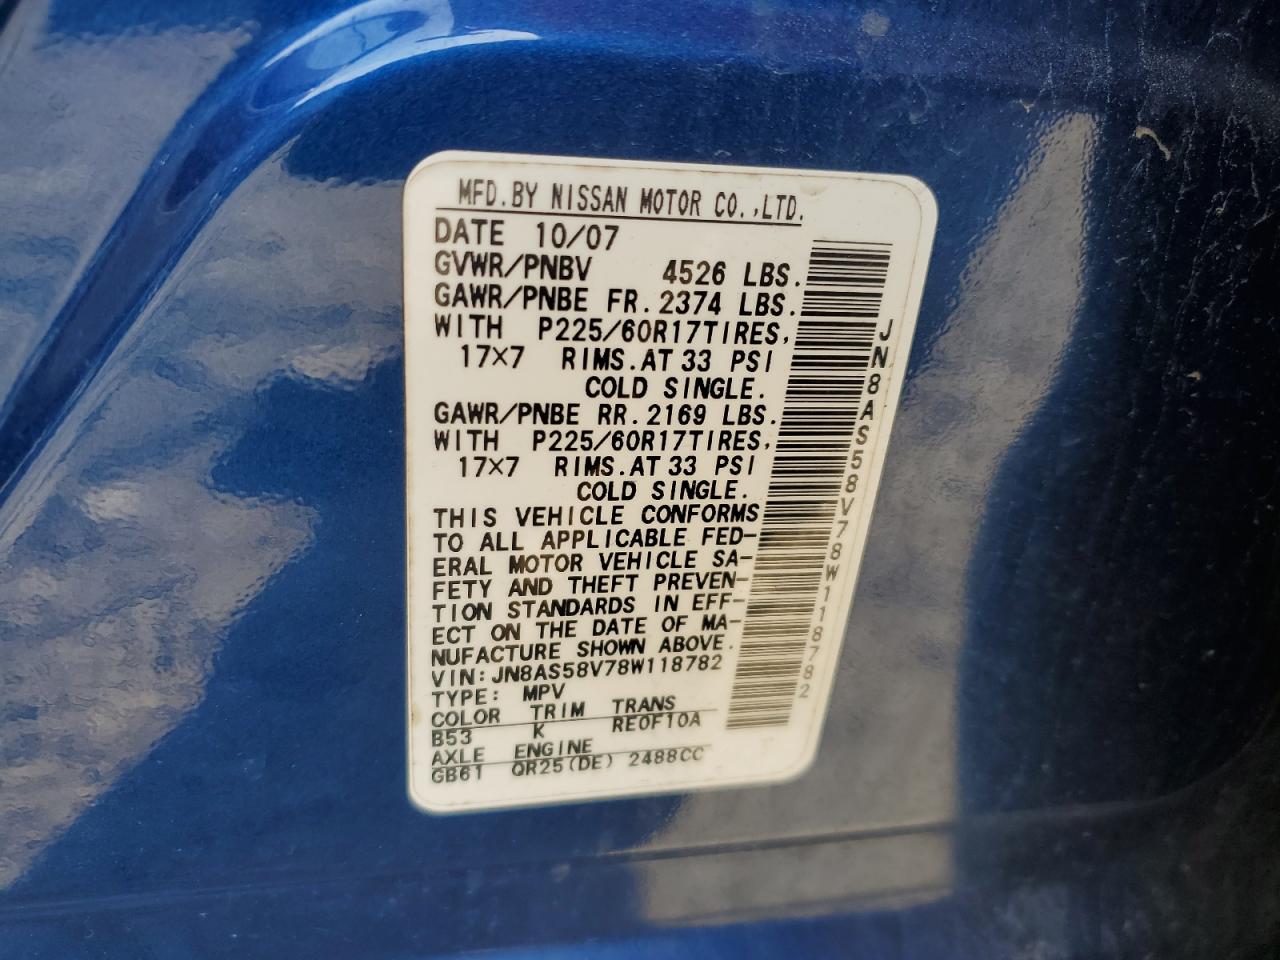 MFD.BY NISSAN MOTOR CO.,LTD.
DATE 10/07
GVWR/PNBV 4526 LBS.
GAWR/PNBE FR.2374 LBS.
WITH P225/60R17TIRES,
17×7 RIMS.AT 33 PSI
COLD SINGLE.
GAWR/PNBE RR.2169 LBS.
WITH P225/60R17TIRES,
17×7 RIMS.AT 33 PSI
COLD SINGLE.
THIS VEHICLE CONFORMS
TO ALL APPLICABLE FED-
ERAL MOTOR VEHICLE SA-
FETY AND THEFT PREVEN-
TION STANDARDS IN EFF-
ECT ON THE DATE OF MA-
NUFACTURE SHOWN ABOVE.
VIN:JN8AS58V78W118782
TYPE: MPV
COLOR TRIM TRANS
B53 K RE0F10A
AXLE ENGINE
GB61 QR25(DE) 2488CC
JN8AS58V78W118782